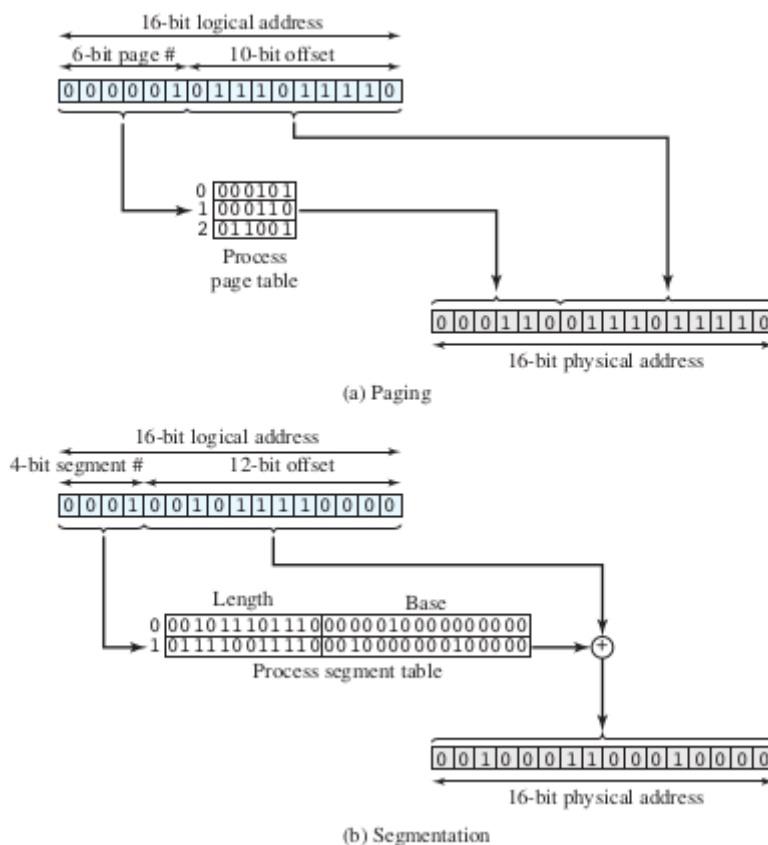 16-bit logical address
6-bit page # 10-bit offset
0 0 0 0 0 1 0 1 1 1 0 1 1 1 1 0
0 000101
1 000110
2 011001
Process
page table
0 0 0 1 1 0 0 1 1 1 0 1 1 1 1 0
16-bit physical address
(a) Paging
16-bit logical address
4-bit segment # 12-bit offset
0 0 0 1 0 0 1 0 1 1 1 1 0 0 0 0
Length Base
0 001011101110 0000010000000000
1 011110011110 0010000000100000
Process segment table
+
0 0 1 0 0 0 1 1 0 0 0 1 0 0 0 0
16-bit physical address
(b) Segmentation